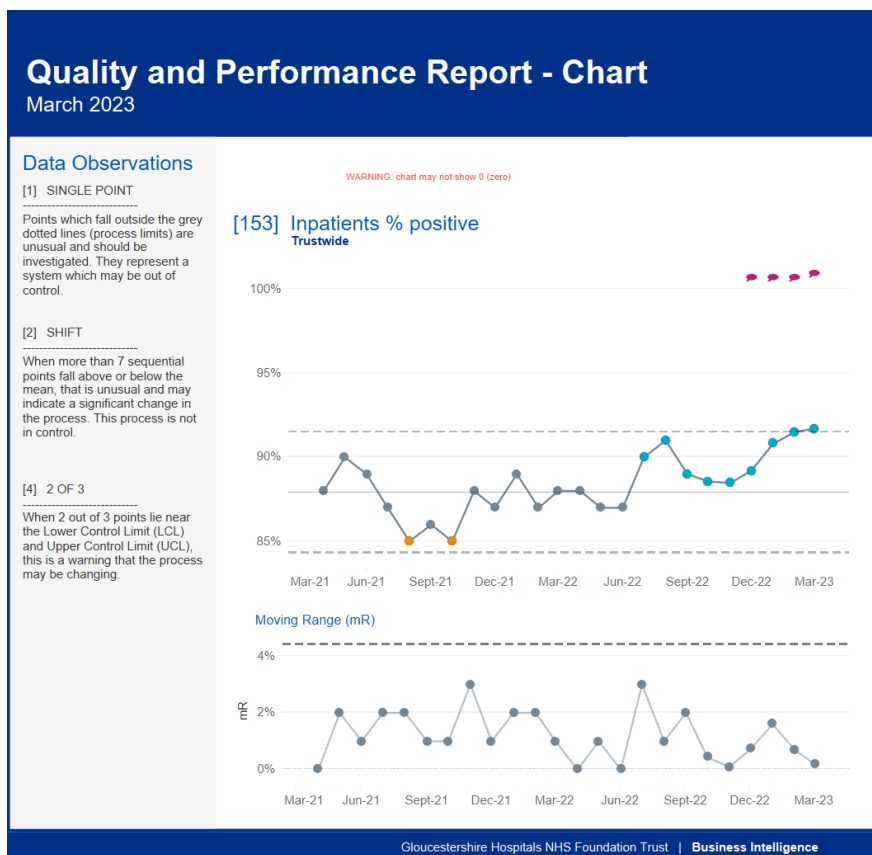 Quality and Performance Report - Chart
March 2023
Data Observations
[1] SINGLE POINT
----------------------------
Points which fall outside the grey
dotted lines (process limits) are
unusual and should be
investigated. They represent a
system which may be out of
control.
[2] SHIFT
----------------------------
When more than 7 sequential
points fall above or below the
mean, that is unusual and may
indicate a significant change in
the process. This process is not
in control.
[4] 2 OF 3
----------------------------
When 2 out of 3 points lie near
the Lower Control Limit (LCL)
and Upper Control Limit (UCL),
this is a warning that the process
may be changing.
WARNING: chart may not show 0 (zero)
[153] Inpatients % positive
Trustwide
100%
95%
90%
85%
Mar-21 Jun-21 Sept-21 Dec-21 Mar-22 Jun-22 Sept-22 Dec-22 Mar-23
Moving Range (mR)
4%
2%
0%
mR
Mar-21 Jun-21 Sept-21 Dec-21 Mar-22 Jun-22 Sept-22 Dec-22 Mar-23
Gloucestershire Hospitals NHS Foundation Trust | Business Intelligence